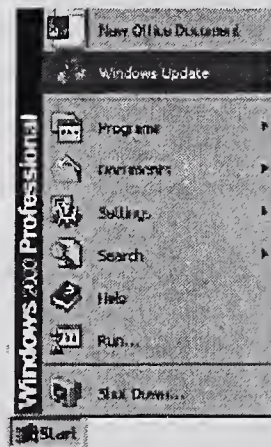 New Office Document
Windows Update
Programs
Documents
Settings
Search
Help
Run...
Shut Down...
Windows 2000 Professional
Start